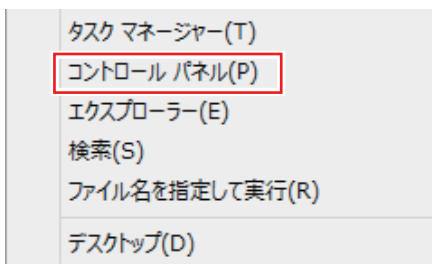 タスク マネージャー(T)
コントロール パネル(P)
エクスプローラー(E)
検索(S)
ファイル名を指定して実行(R)
デスクトップ(D)